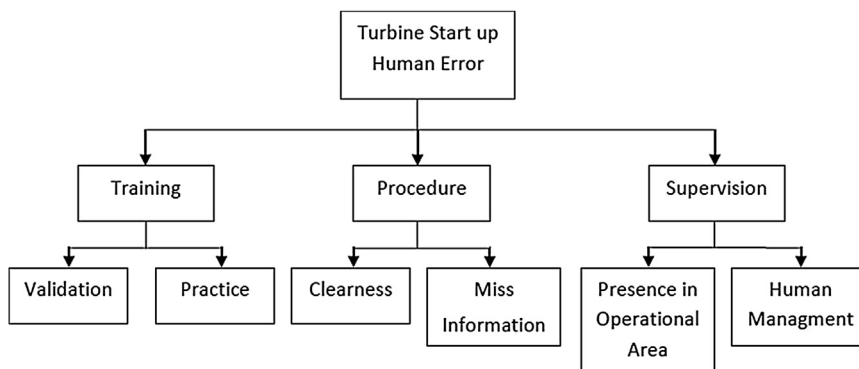 Turbine Start up
Human Error
Training
Procedure
Supervision
Validation
Practice
Clearness
Miss
Information
Presence in
Operational
Area
Human
Managment